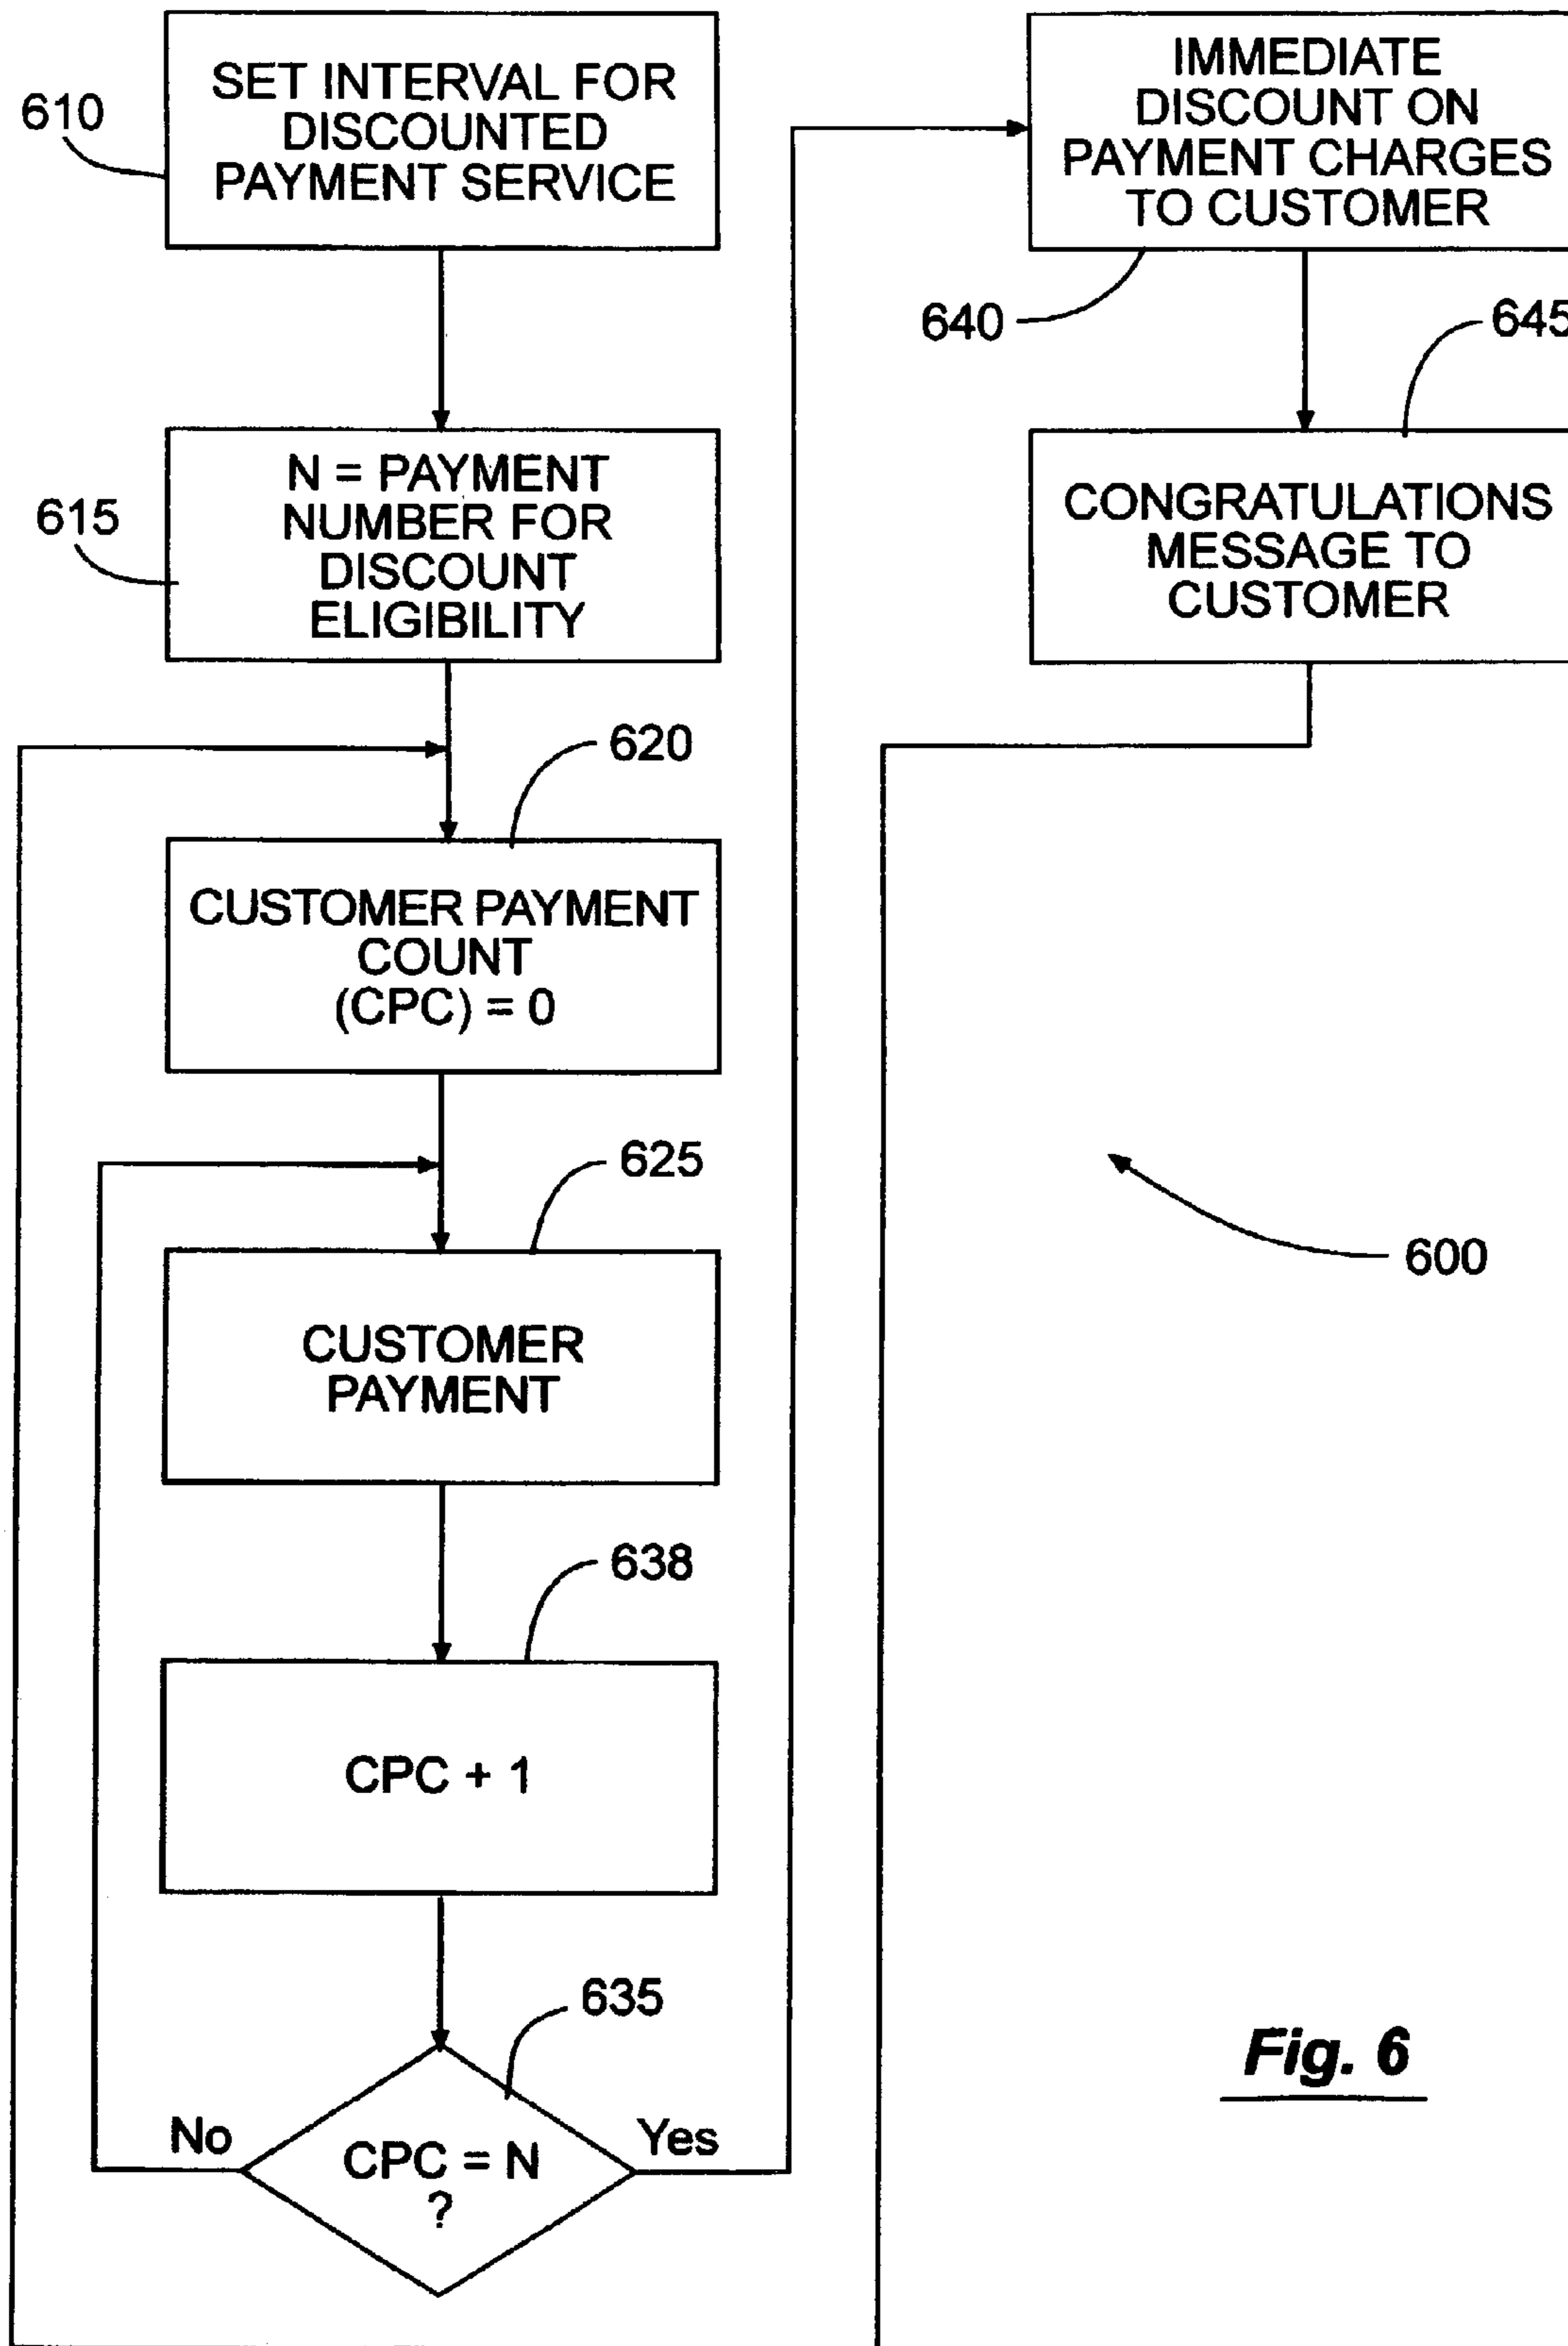 610
SET INTERVAL FOR
DISCOUNTED
PAYMENT SERVICE
615
N = PAYMENT
NUMBER FOR
DISCOUNT
ELIGIBILITY
620
CUSTOMER PAYMENT
COUNT
(CPC) = 0
625
CUSTOMER
PAYMENT
638
CPC + 1
635
No
CPC = N
?
Yes
IMMEDIATE
DISCOUNT ON
PAYMENT CHARGES
TO CUSTOMER
640
645
CONGRATULATIONS
MESSAGE TO
CUSTOMER
600
Fig. 6